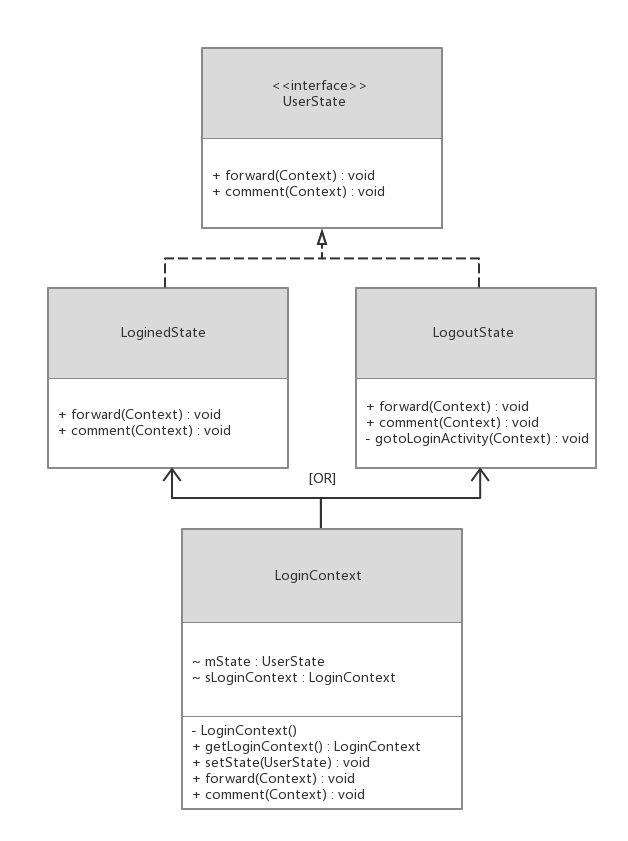 <<interface>>
UserState
+ forward(Context) : void
+ comment(Context) : void
LoginedState
LogoutState
+ forward(Context) : void
+ comment(Context) : void
+ forward(Context) : void
+ comment(Context) : void
- gotoLoginActivity(Context) : void
[OR]
LoginContext
~ mState : UserState
~ sLoginContext : LoginContext
- LoginContext()
+ getLoginContext() : LoginContext
+ setState(UserState) : void
+ forward(Context) : void
+ comment(Context) : void